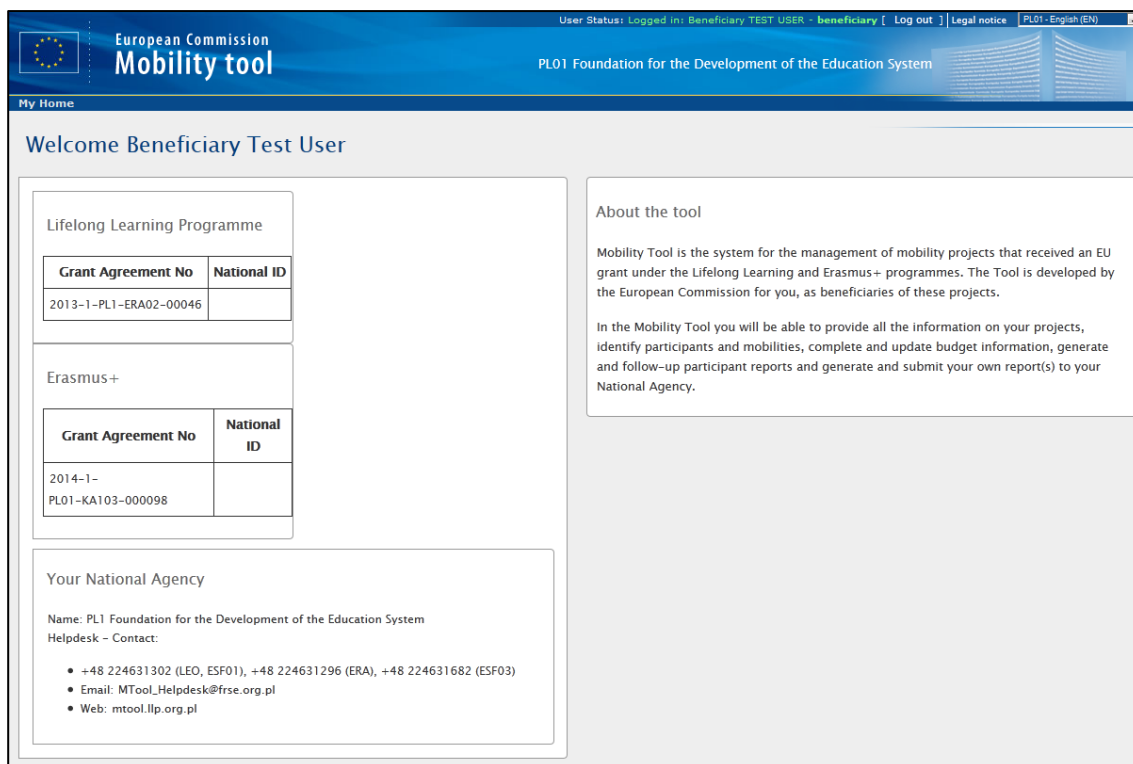 User Status: Logged in: Beneficiary TEST USER - beneficiary [ Log out ] Legal notice PL01 - English (EN)
European Commission
Mobility tool
PL01 Foundation for the Development of the Education System
My Home
Welcome Beneficiary Test User
Lifelong Learning Programme
Grant Agreement No National ID
2013-1-PL1-ERA02-00046
Erasmus+
Grant Agreement No National
ID
2014-1-
PL01-KA103-000098
Your National Agency
Name: PL1 Foundation for the Development of the Education System
Helpdesk - Contact:
• +48 224631302 (LEO, ESF01), +48 224631296 (ERA), +48 224631682 (ESF03)
• Email: MTool_Helpdesk@frse.org.pl
• Web: mtool.llp.org.pl
About the tool
Mobility Tool is the system for the management of mobility projects that received an EU
grant under the Lifelong Learning and Erasmus+ programmes. The Tool is developed by
the European Commission for you, as beneficiaries of these projects.
In the Mobility Tool you will be able to provide all the information on your projects,
identify participants and mobilities, complete and update budget information, generate
and follow-up participant reports and generate and submit your own report(s) to your
National Agency.